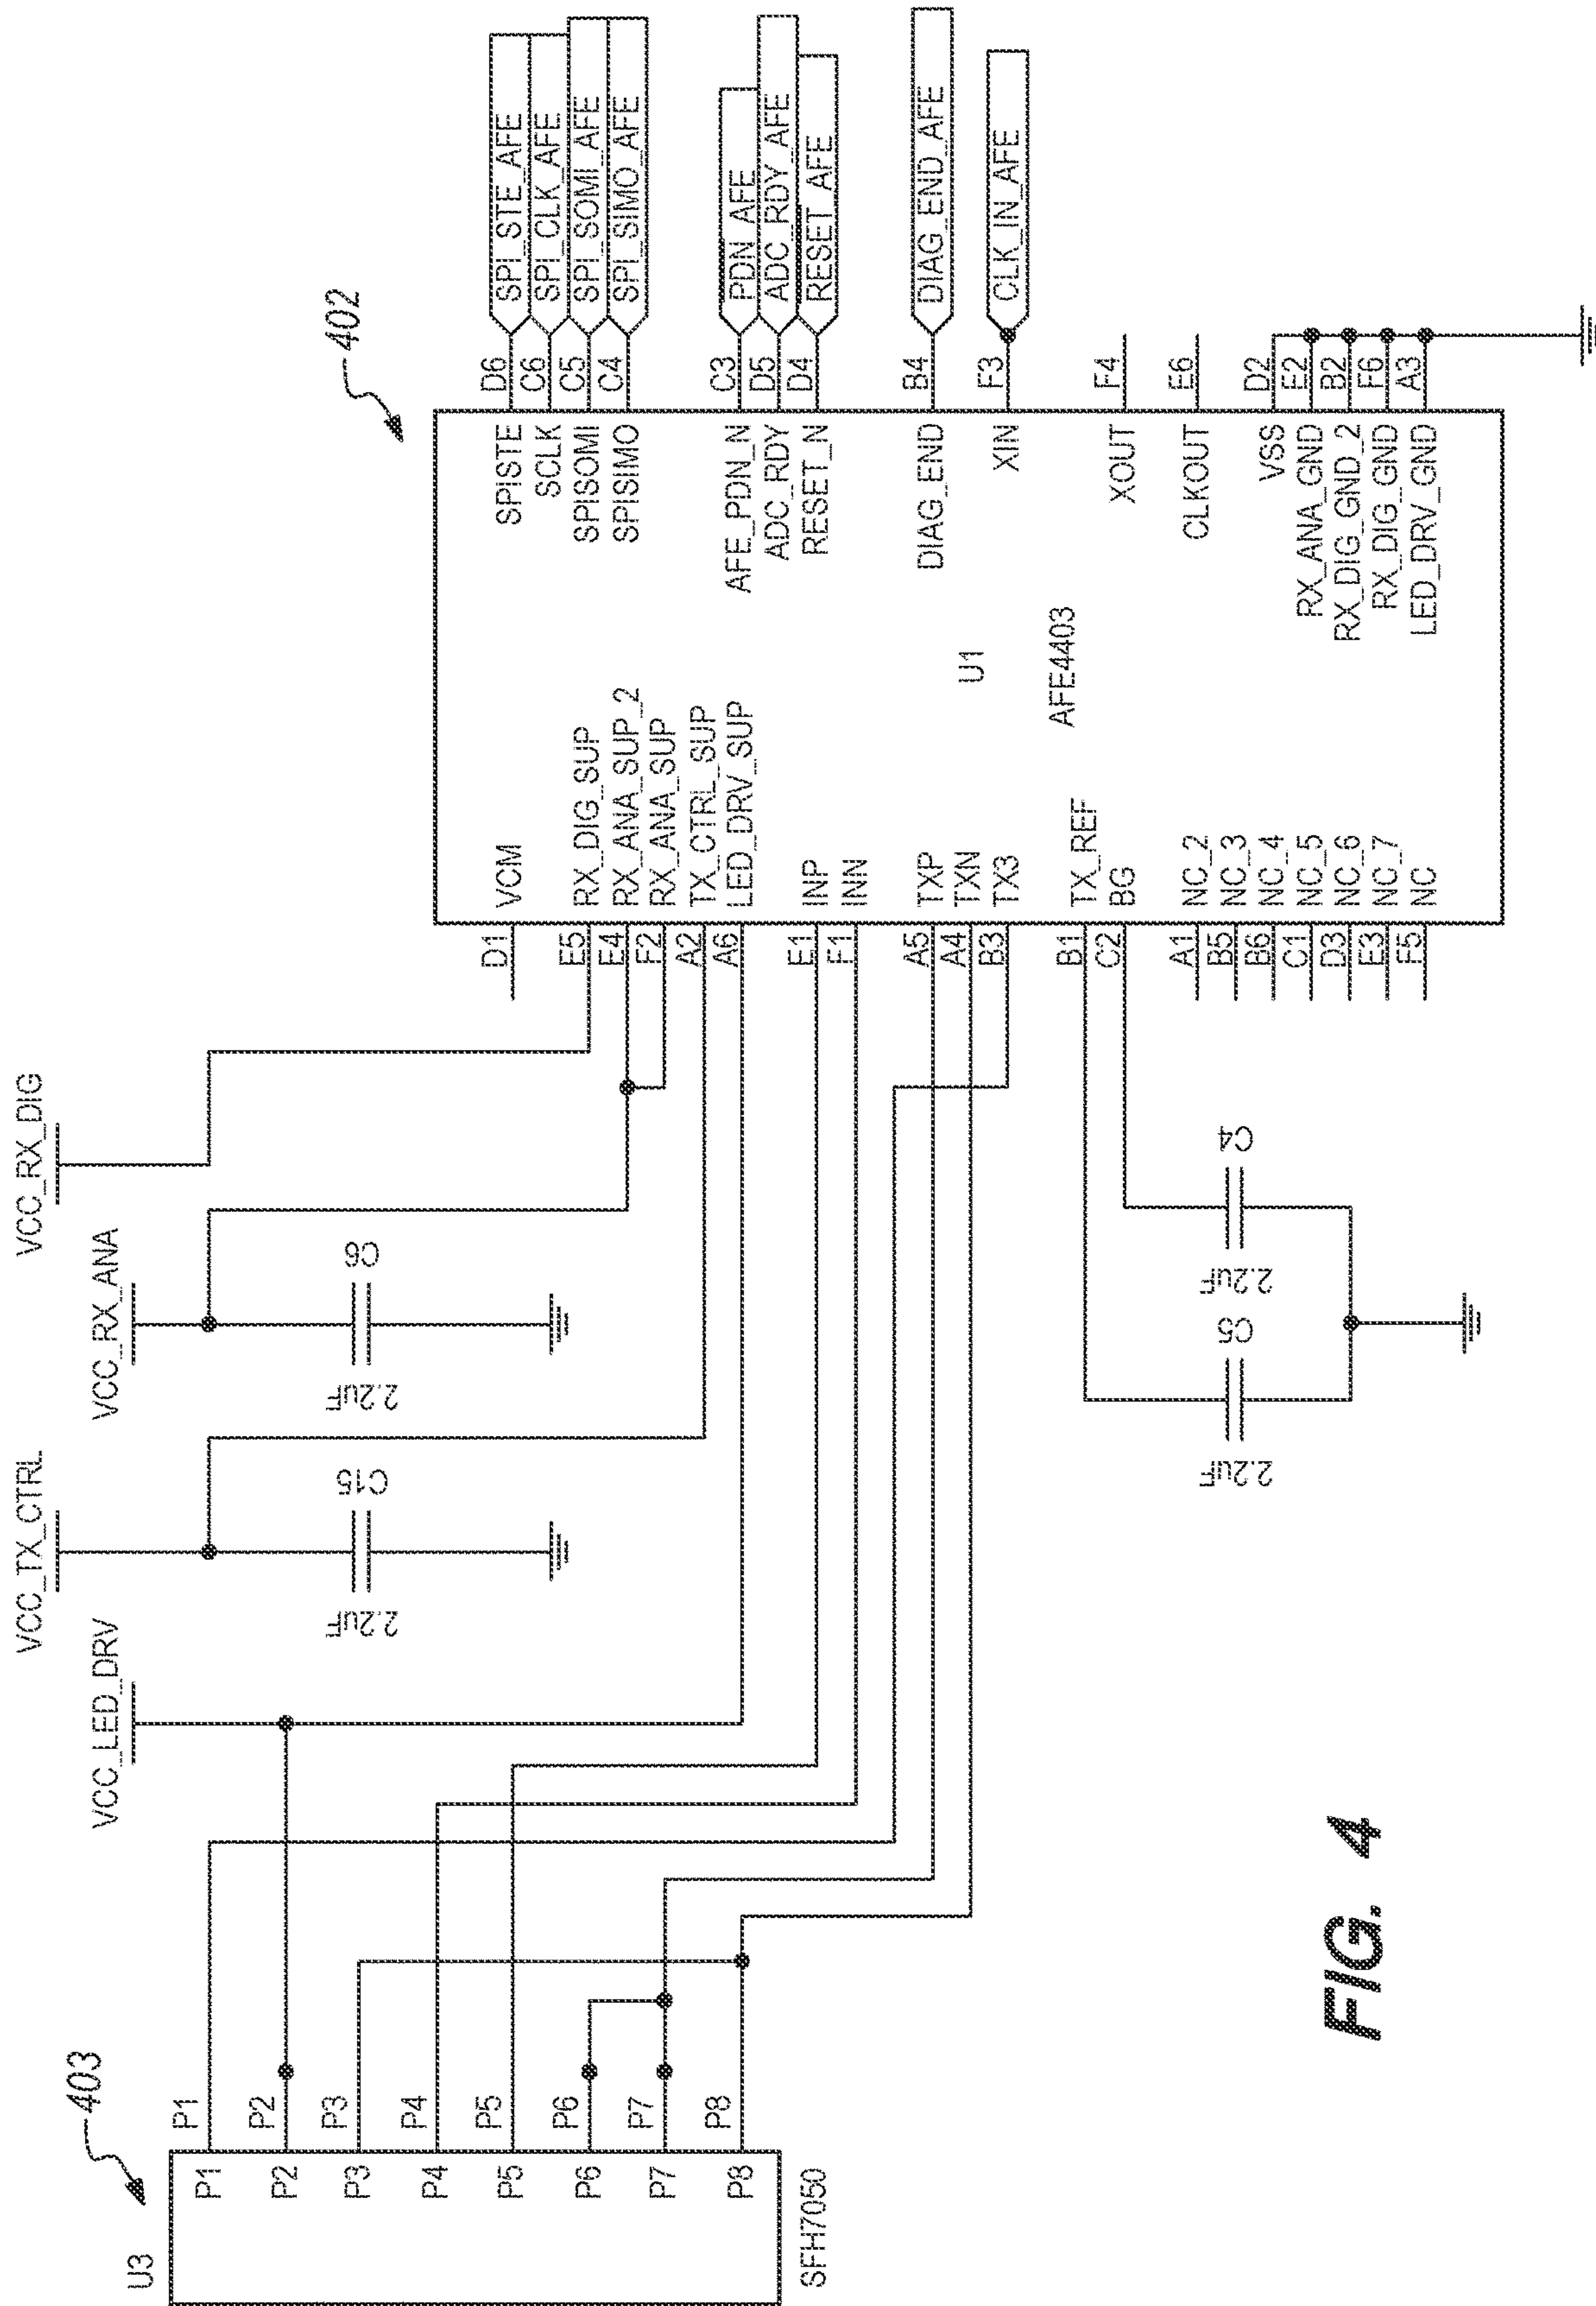 402
403
U3
SFH7050
P1
P2
P3
P4
P5
P6
P7
P8
P1
P2
P3
P4
P5
P6
P7
P8
VCC_LED_DRV
VCC_TX_CTRL
VCC_RX_ANA
VCC_RX_DIG
2.2uF
C15
2.2uF
C6
2.2uF
C5
2.2uF
C4
D1
E5
E4
F2
A2
A6
E1
F1
A5
A4
B3
B1
C2
A1
B5
B6
C1
D3
E3
F5
VCM
RX_DIG_SUP
RX_ANA_SUP_2
RX_ANA_SUP
TX_CTRL_SUP
LED_DRV_SUP
INP
INN
TXP
TXN
TX3
TX_REF
BG
NC_2
NC_3
NC_4
NC_5
NC_6
NC_7
NC
U1
AFE4403
SPISTE
SCLK
SPISOMI
SPISIMO
AFE_PDN_N
ADC_RDY
RESET_N
DIAG_END
XIN
XOUT
CLKOUT
VSS
RX_ANA_GND
RX_DIG_GND_2
RX_DIG_GND
LED_DRV_GND
D6
C6
C5
C4
C3
D5
D4
B4
F3
F4
E6
D2
E2
B2
F6
A3
SPI_STE_AFE
SPI_CLK_AFE
SPI_SOMI_AFE
SPI_SIMO_AFE
PDN_AFE
ADC_RDY_AFE
RESET_AFE
DIAG_END_AFE
CLK_IN_AFE
FIG. 4